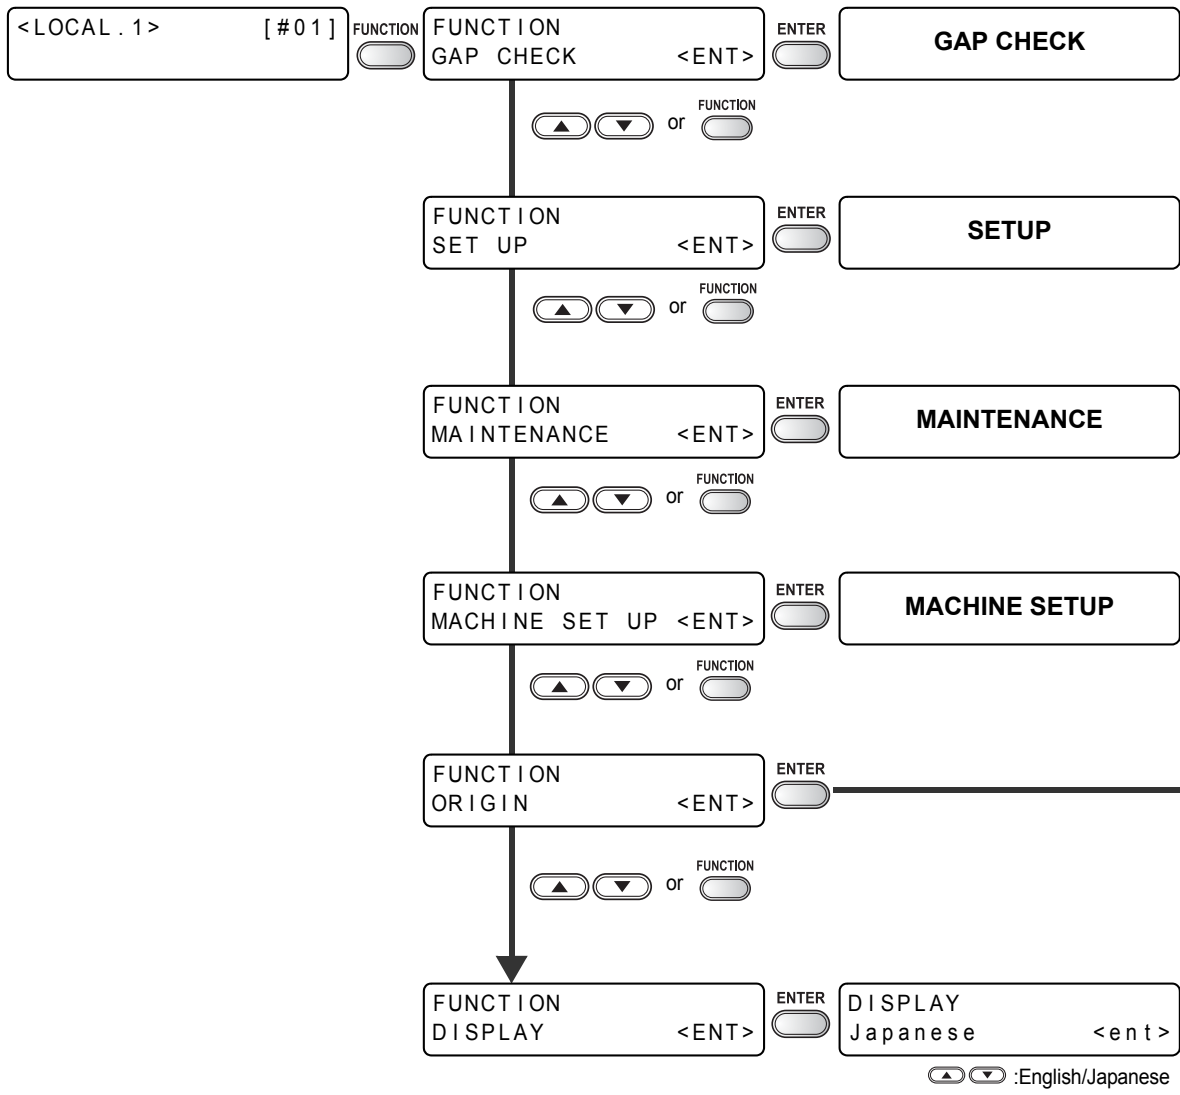 <LOCAL.1> [#01] FUNCTION
FUNCTION
GAP CHECK <ENT>
ENTER
GAP CHECK
or FUNCTION
FUNCTION
SET UP <ENT>
ENTER
SETUP
or FUNCTION
FUNCTION
MAINTENANCE <ENT>
ENTER
MAINTENANCE
or FUNCTION
FUNCTION
MACHINE SET UP <ENT>
ENTER
MACHINE SETUP
or FUNCTION
FUNCTION
ORIGIN <ENT>
ENTER
or FUNCTION
FUNCTION
DISPLAY <ENT>
ENTER
DISPLAY
Japanese <ent>
:English/Japanese